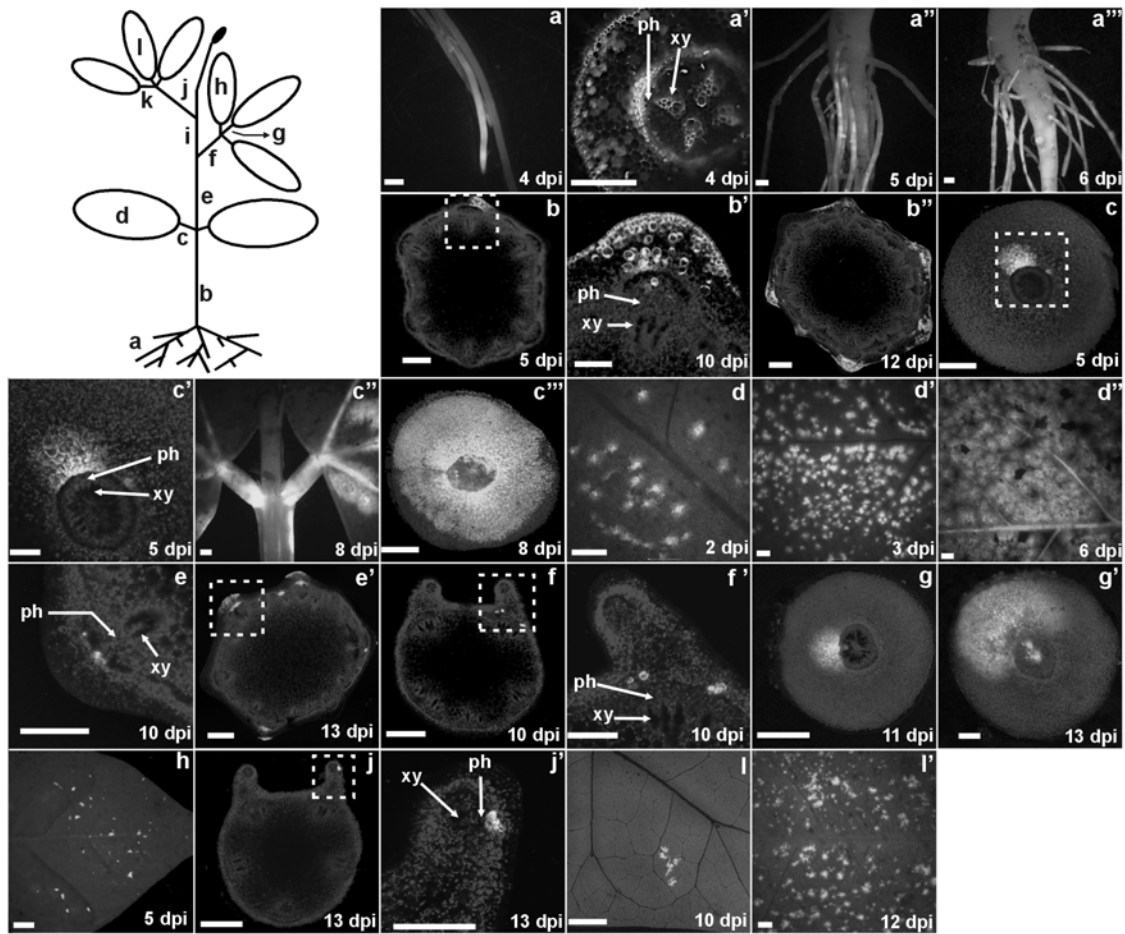 l
h
j
k
g
i
f
e
d
c
b
a
a
4 dpi
a'
ph
xy
4 dpi
a''
5 dpi
a'''
6 dpi
b
5 dpi
b'
ph
xy
10 dpi
b''
12 dpi
c
5 dpi
c'
ph
xy
5 dpi
c''
8 dpi
c'''
8 dpi
d
2 dpi
d'
3 dpi
d''
6 dpi
e
ph
xy
10 dpi
e'
13 dpi
f
10 dpi
f '
ph
xy
10 dpi
g
11 dpi
g'
13 dpi
h
5 dpi
j
13 dpi
j'
xy
ph
13 dpi
l
10 dpi
l'
12 dpi